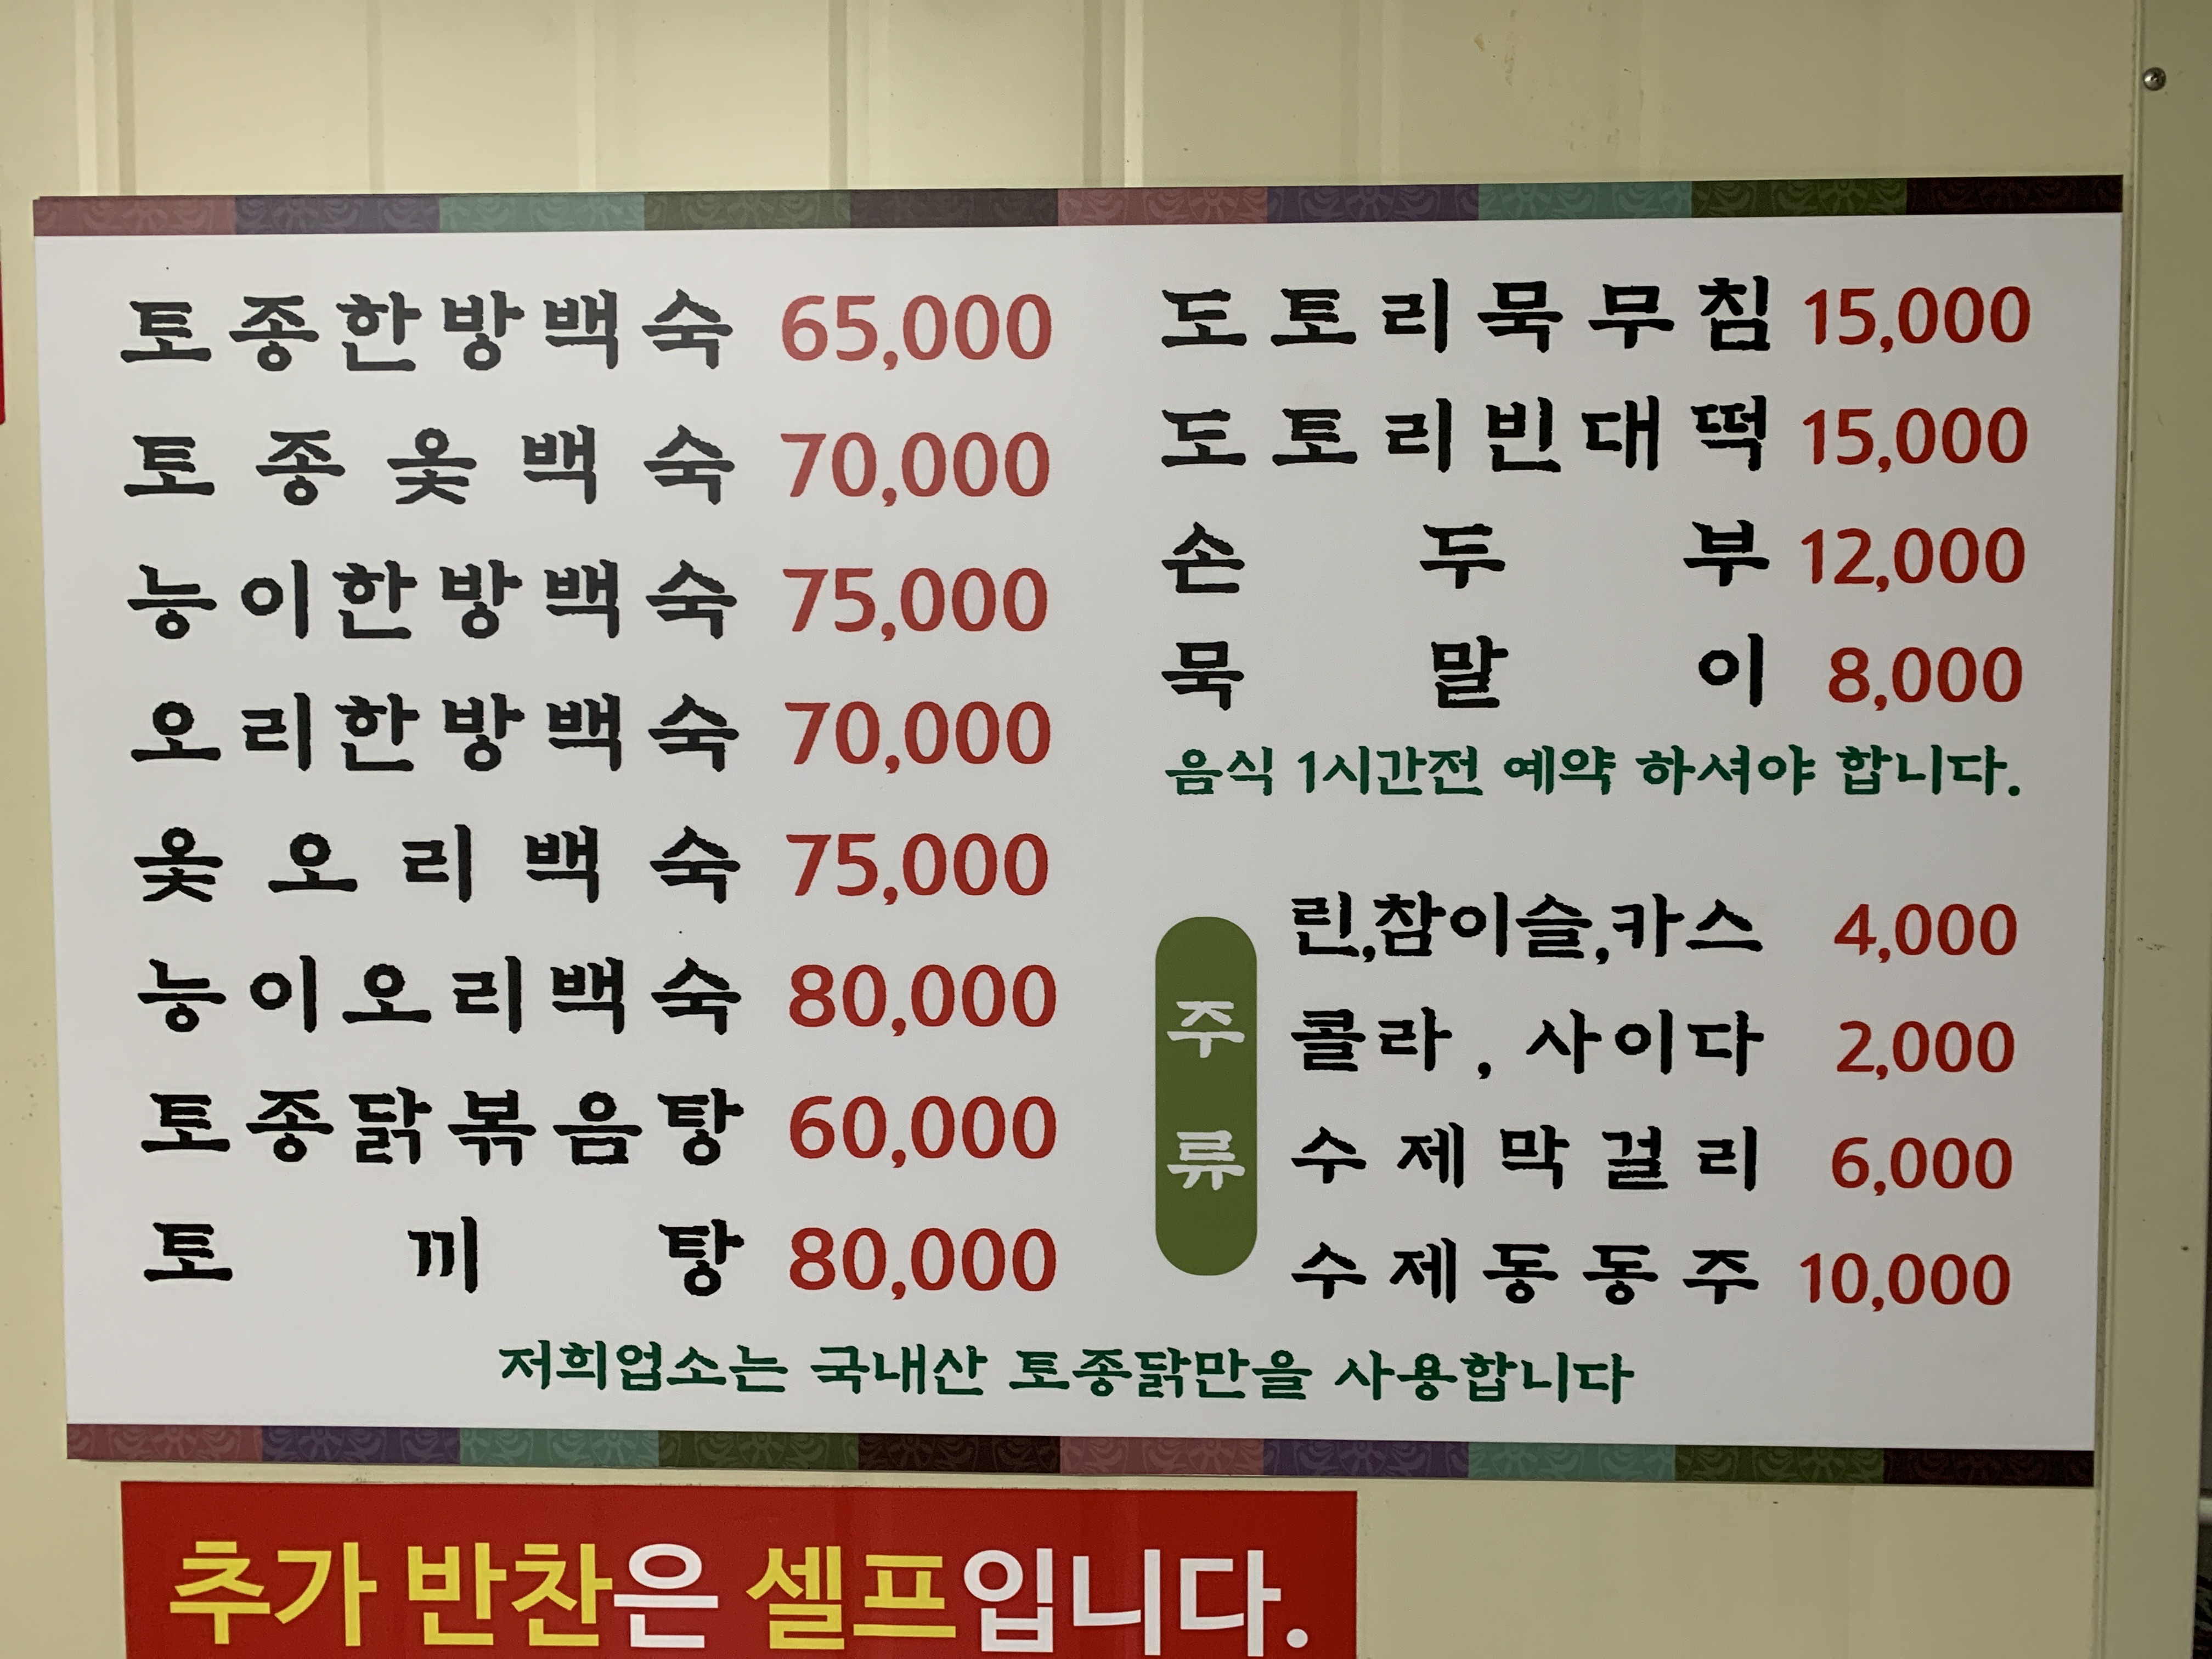 토종한방백숙 65,000
토종옻백숙 70,000
능이한방백숙 75,000
오리한방백숙 70,000
옻오리백숙 75,000
능이오리백숙 80,000
토종닭볶음탕 60,000
토끼탕 80,000
도토리묵무침 15,000
도토리빈대떡 15,000
손두부 12,000
묵말이 8,000
음식 1시간전 예약 하셔야 합니다.
주류
린,참이슬,카스 4,000
콜라, 사이다 2,000
수제막걸리 6,000
수제동동주 10,000
저희업소는 국내산 토종닭만을 사용합니다
추가 반찬은 셀프입니다.